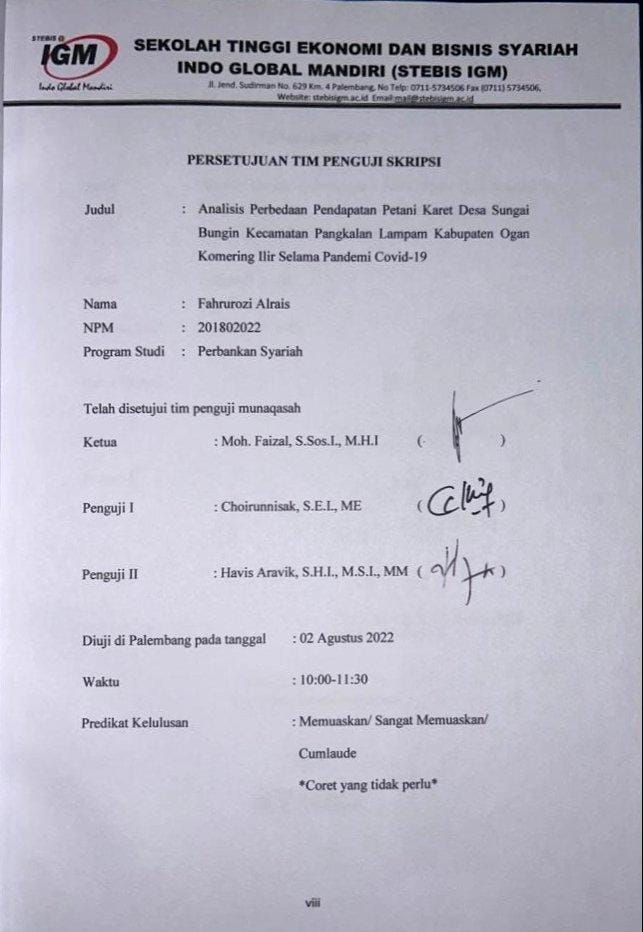 STEBIS
IGM
Indo Global Mandiri
SEKOLAH TINGGI EKONOMI DAN BISNIS SYARIAH
INDO GLOBAL MANDIRI (STEBIS IGM)
Jl. Jend. Sudirman No. 629 Km. 4 Palembang, No Telp: 0711-5734506 Fax (0711) 5734506,
Website: stebisigm.ac.id Email:mail@stebisigm.ac.id
PERSETUJUAN TIM PENGUJI SKRIPSI
Judul : Analisis Perbedaan Pendapatan Petani Karet Desa Sungai
Bungin Kecamatan Pangkalan Lampam Kabupaten Ogan
Komering Ilir Selama Pandemi Covid-19
Nama : Fahrurozi Alrais
NPM : 201802022
Program Studi : Perbankan Syariah
Telah disetujui tim penguji munaqasah
Ketua : Moh. Faizal, S.Sos.I., M.H.I ( )
Penguji I : Choirunnisak, S.E.I., ME ( )
Penguji II : Havis Aravik, S.H.I., M.S.I., MM ( )
Diuji di Palembang pada tanggal : 02 Agustus 2022
Waktu : 10:00-11:30
Predikat Kelulusan : Memuaskan/ Sangat Memuaskan/
Cumlaude
*Coret yang tidak perlu*
viii